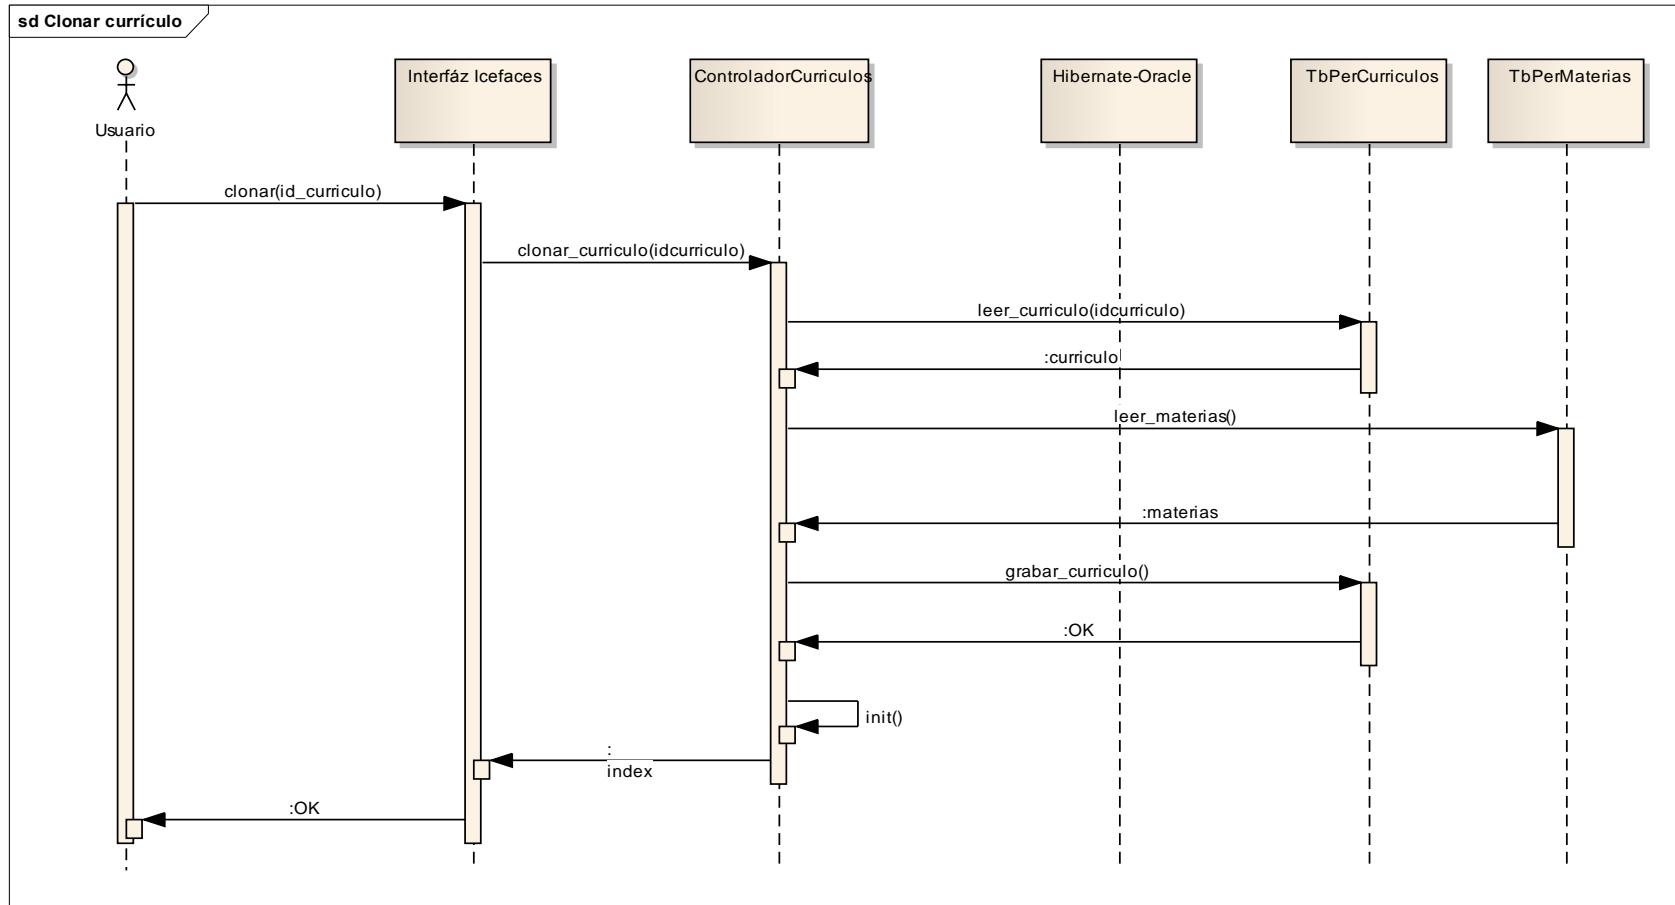 sd Clonar currículo
Usuario
Interfáz Icefaces
ControladorCurriculos
Hibernate-Oracle
TbPerCurriculos
TbPerMaterias
clonar(id_curriculo)
clonar_curriculo(idcurriculo)
leer_curriculo(idcurriculo)
:curriculo
leer_materias()
:materias
grabar_curriculo()
:OK
init()
:
index
:OK